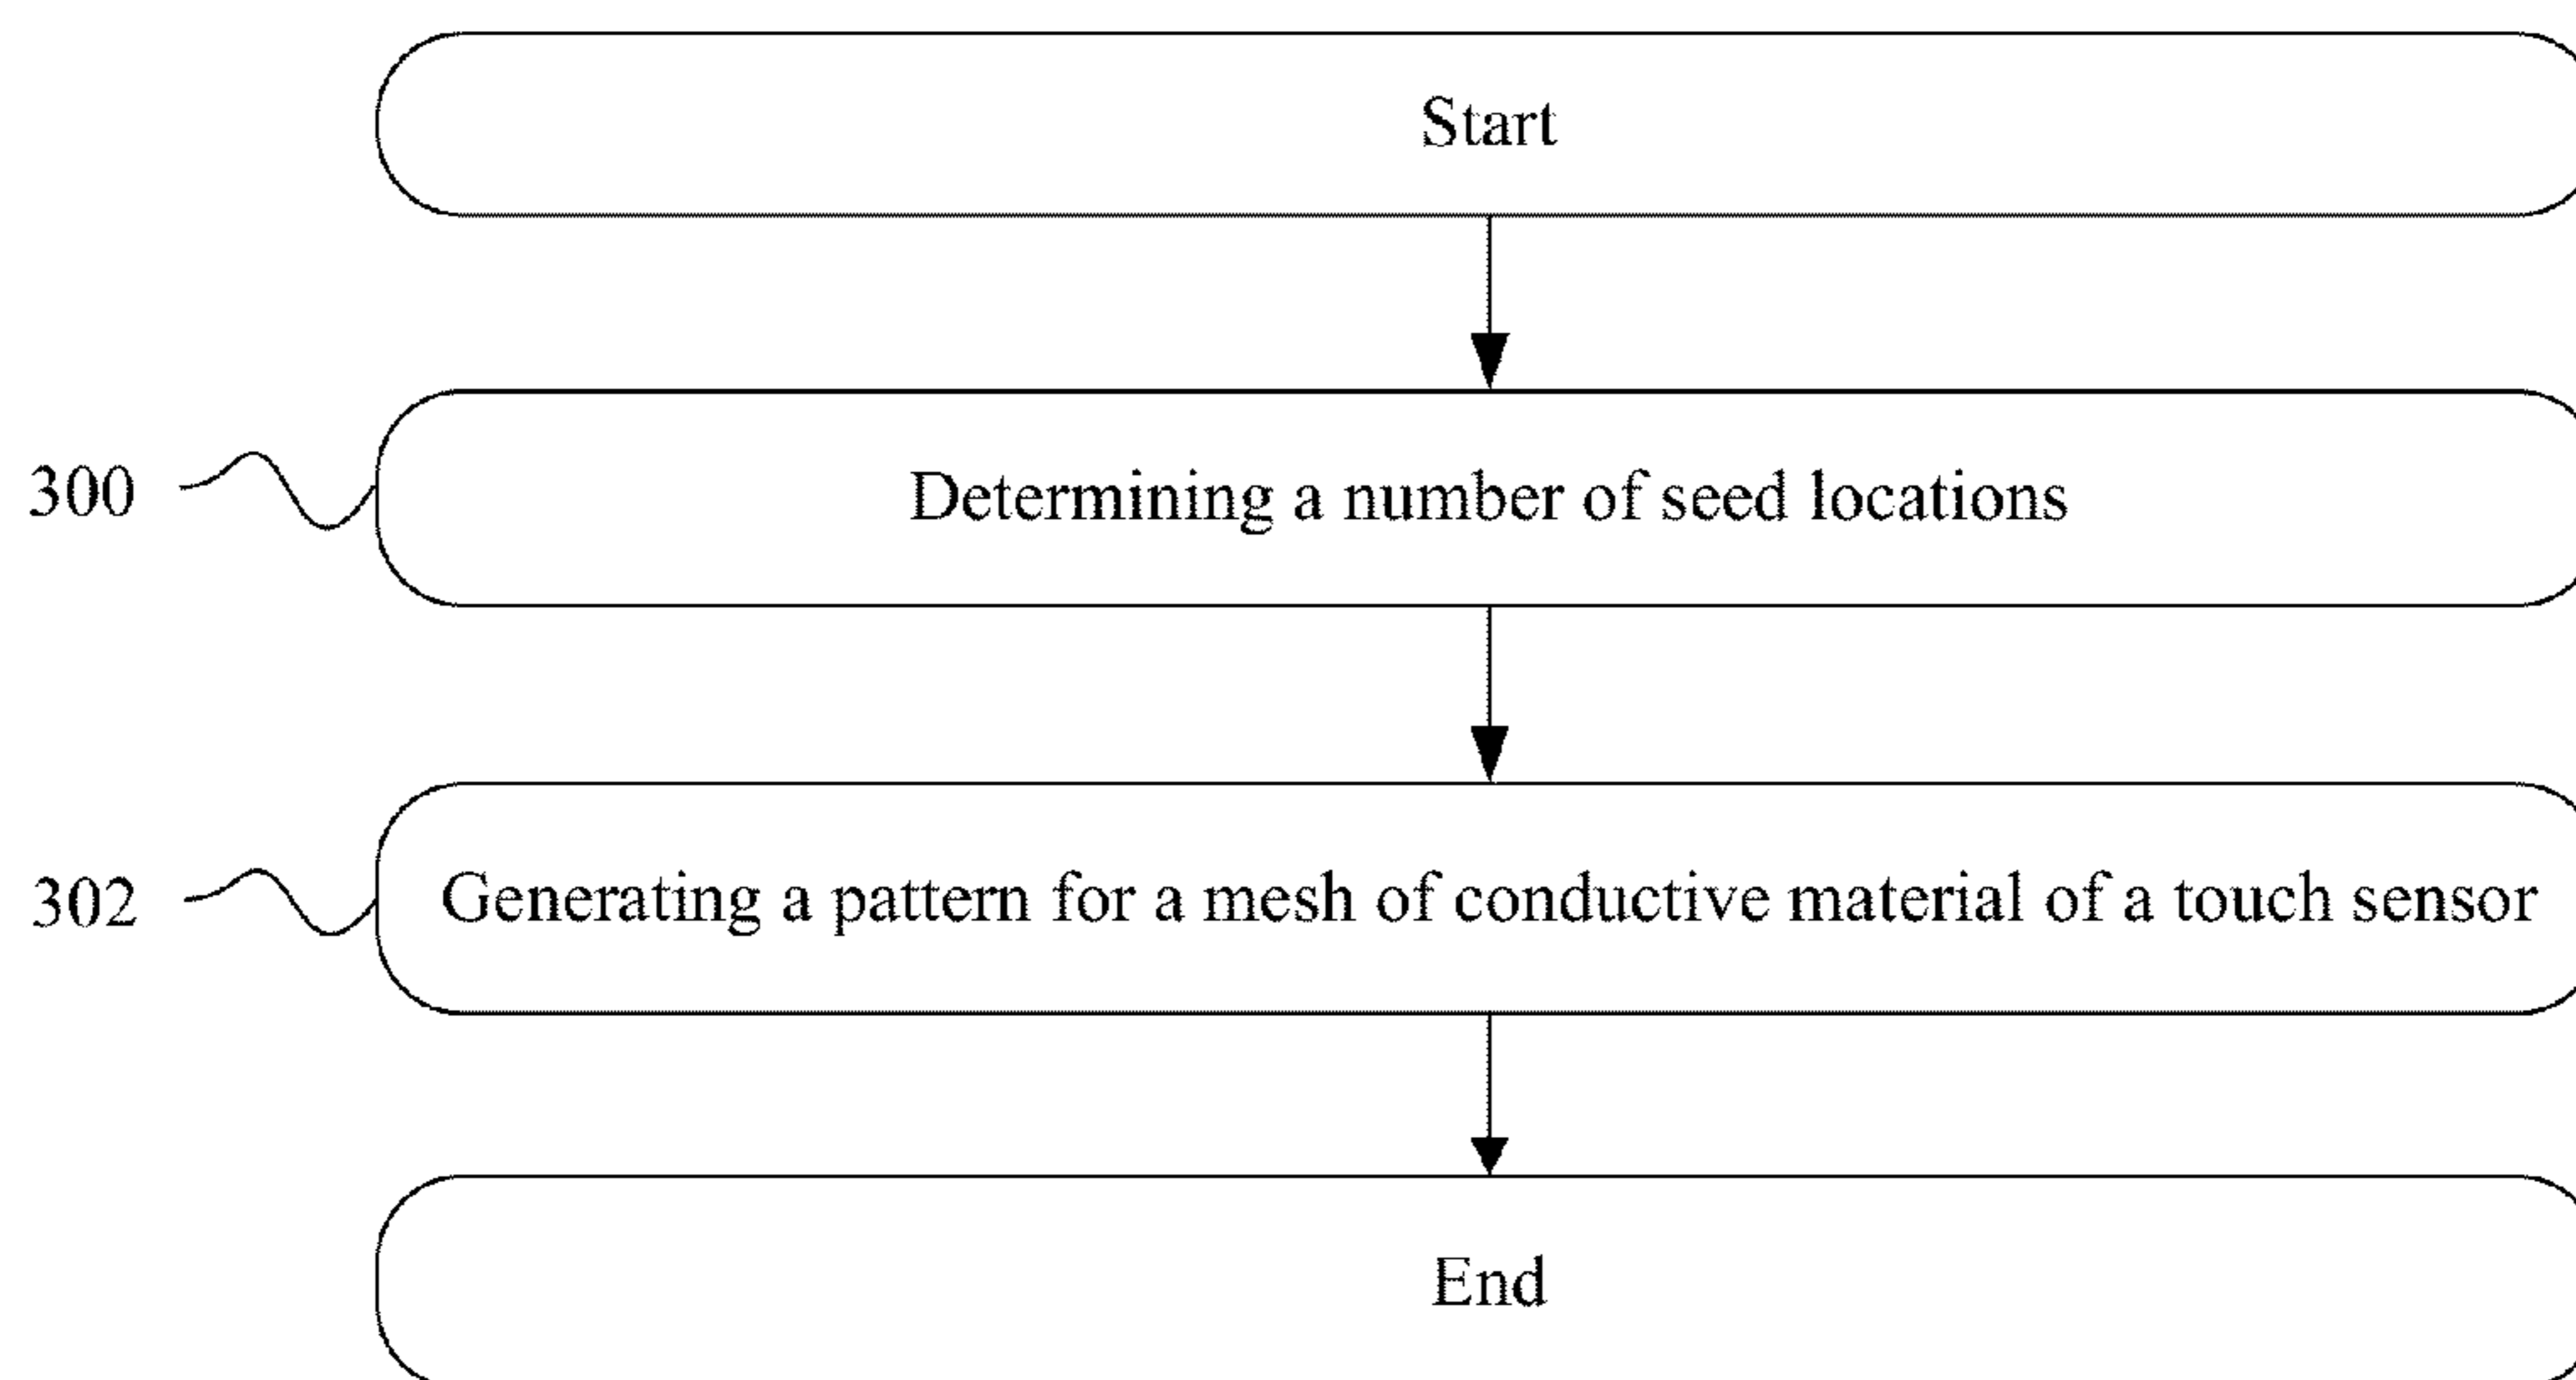 Start
300
Determining a number of seed locations
302
Generating a pattern for a mesh of conductive material of a touch sensor
End